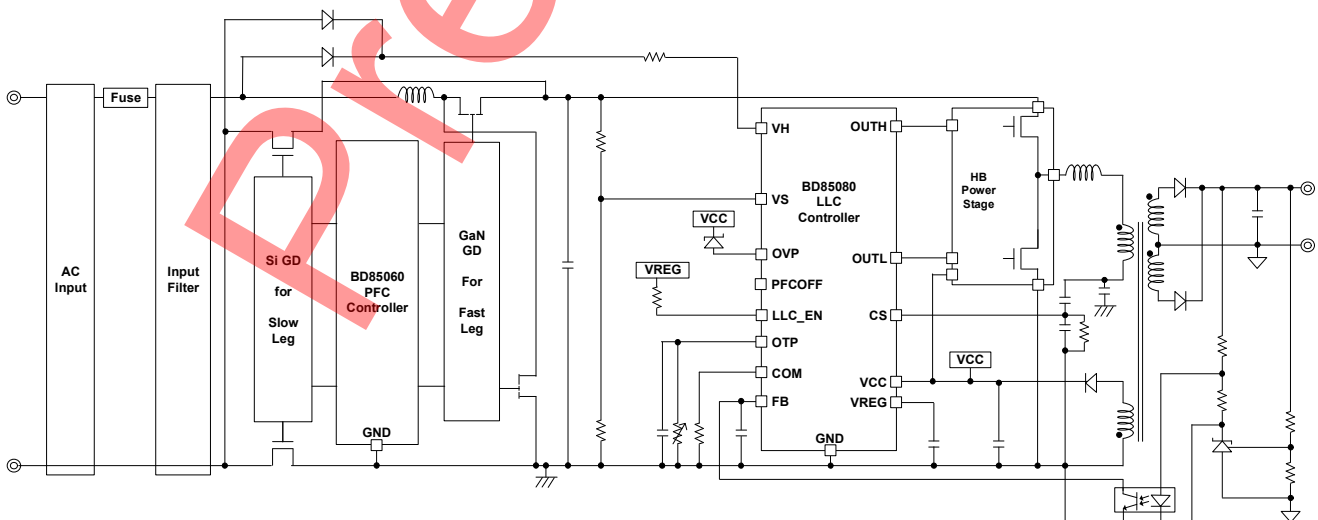 Pre
Fuse
AC
Input
Input
Filter
Si GD
for
Slow
Leg
BD85060
PFC
Controller
GND
GaN
GD
For
Fast
Leg
VCC
VREG
VH
VS
OVP
PFCOFF
LLC_EN
OTP
COM
FB
BD85080
LLC
Controller
GND
OUTH
OUTL
CS
VCC
VREG
HB
Power
Stage
VCC